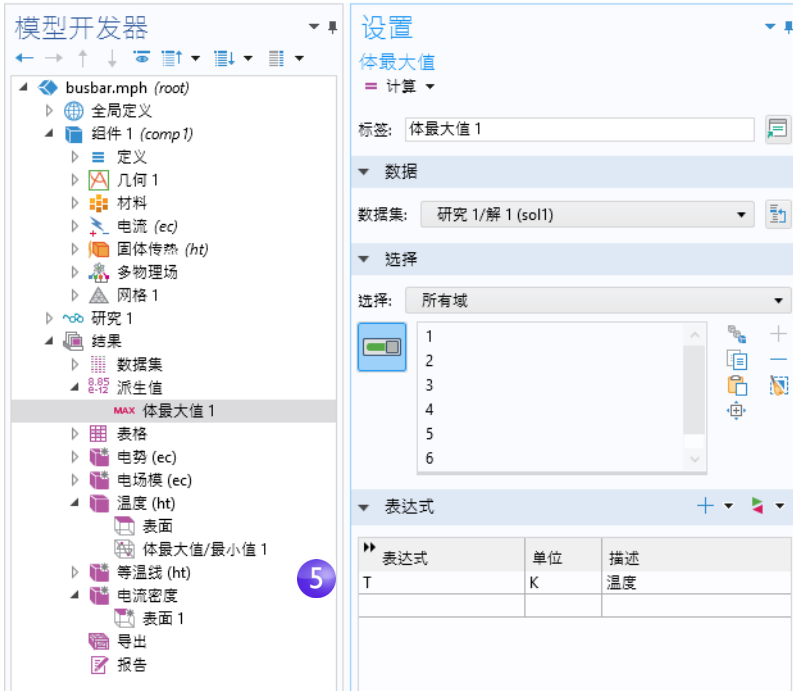 模型开发器
busbar.mph (root)
全局定义
组件 1 (comp1)
定义
几何 1
材料
电流 (ec)
固体传热 (ht)
多物理场
网格 1
研究 1
结果
数据集
8.85
e-12
派生值
MAX 体最大值 1
表格
电势 (ec)
电场模 (ec)
温度 (ht)
表面
体最大值/最小值 1
等温线 (ht)
电流密度
表面 1
导出
报告
设置
体最大值
= 计算
标签: 体最大值 1
数据
数据集: 研究 1/解 1 (sol1)
选择
选择: 所有域
1
2
3
4
5
6
表达式
5
表达式 单位 描述
T K 温度